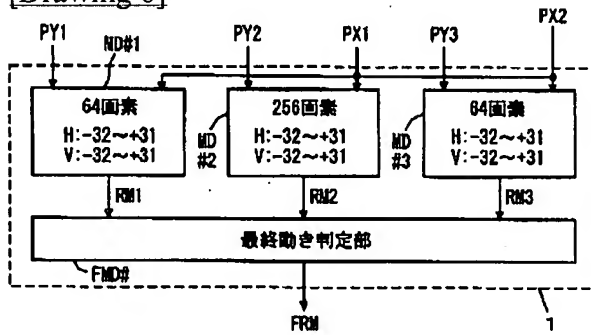 [Drawing 6]
PY1 MD#1 PY2 PX1 PY3 PX2
64画素
H:-32〜+31
V:-32〜+31
MD#2
256画素
H:-32〜+31
V:-32〜+31
MD#3
64画素
H:-32〜+31
V:-32〜+31
RM1 RM2 RM3
最終動き判定部
FMD#
FRM
1